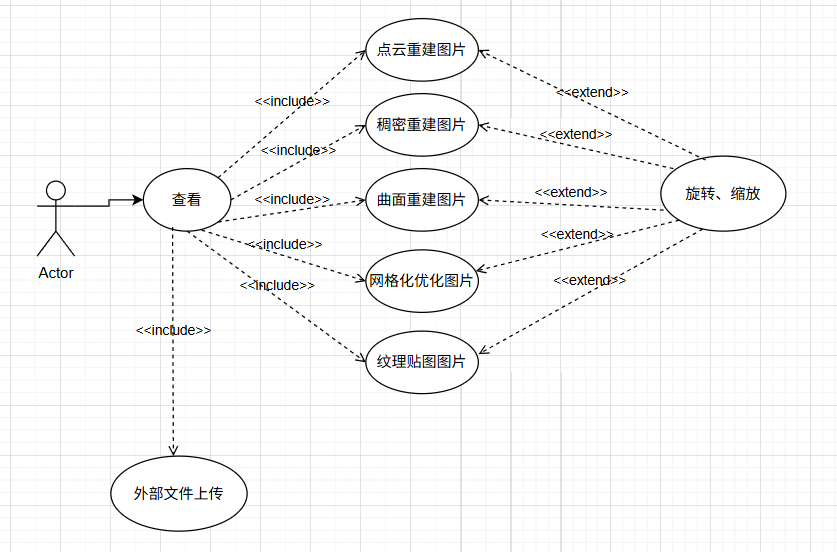 点云重建图片
<<include>>
<<extend>>
稠密重建图片
<<include>>
<<extend>>
查看
曲面重建图片
<<include>>
<<extend>>
旋转、缩放
Actor
<<include>>
<<extend>>
网格化优化图片
<<include>>
<<extend>>
<<include>>
纹理贴图图片
外部文件上传